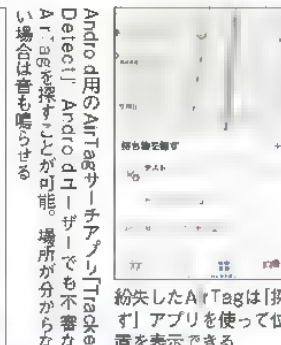 Android用のAirTagサーチアプリ「Tracke
Detect」 Androidユーザーでも不審な
AirTagを探すことが可能。場所が分からな
い場合は音も鳴らせる
持ち物を探す
テスト
紛失したAirTagは「探
す」アプリを使って位
置を表示できる